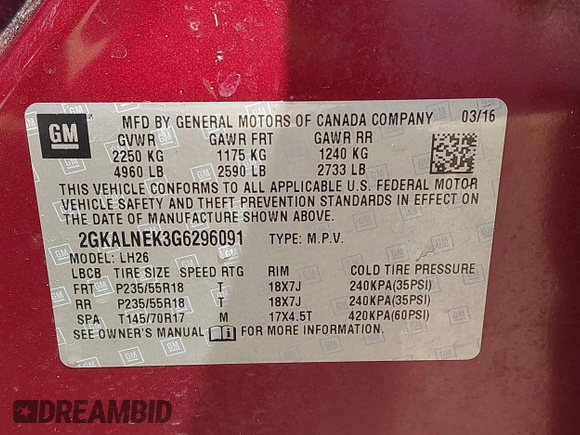 GM
MFD BY GENERAL MOTORS OF CANADA COMPANY 03/16
GVWR GAWR FRT GAWR RR
2250 KG 1175 KG 1240 KG
4960 LB 2590 LB 2733 LB
THIS VEHICLE CONFORMS TO ALL APPLICABLE U.S. FEDERAL MOTOR
VEHICLE SAFETY AND THEFT PREVENTION STANDARDS IN EFFECT ON
THE DATE OF MANUFACTURE SHOWN ABOVE.
2GKALNEK3G6296091 TYPE: M.P.V.
MODEL: LH26
LBCB TIRE SIZE SPEED RTG RIM COLD TIRE PRESSURE
FRT P235/55R18 T 18X7J 240KPA(35PSI)
RR P235/55R18 T 18X7J 240KPA(35PSI)
SPA T145/70R17 M 17X4.5T 420KPA(60PSI)
SEE OWNER'S MANUAL FOR MORE INFORMATION.
DREAMBID